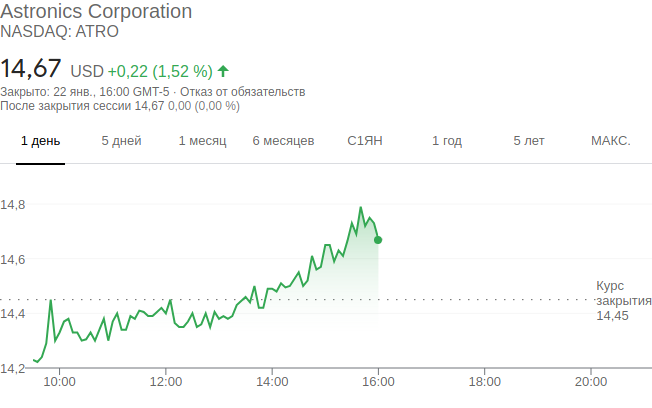 Astronics Corporation
NASDAQ: ATRO
14,67 USD +0,22 (1,52 %)
Закрыто: 22 янв., 16:00 GMT-5 · Отказ от обязательств
После закрытия сессии 14,67 0,00 (0,00 %)
1 день 5 дней 1 месяц 6 месяцев С1ЯН 1 год 5 лет МАКС.
14,8
14,6
Курс
закрытия
14,45
14,4
14,2
10:00 12:00 14:00 16:00 18:00 20:00